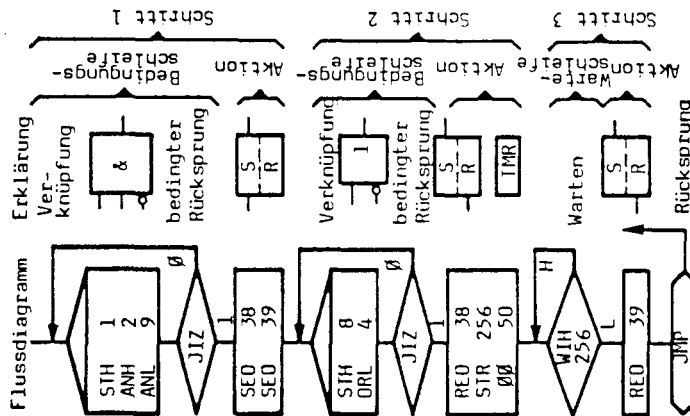 Flussdiagramm
STH 1
ANH 2
ANL 9
JIZ
Ø
1
SEO 38
SEO 39
STH 8
ORL 4
JIZ
Ø
1
REO 38
STR 256
ØØ 50
WIH
256
H
L
REO 39
JMP
Erklärung
Ver-
knüpfung
&
bedingter
Rücksprung
S
R
Verknüpfung
1
bedingter
Rücksprung
S
R
TMR
Warten
S
R
Rücksprung
Bedingungs-
schleife
Aktion
Bedingungs-
schleife
Aktion
Warte-
schleife
Aktion
Schritt 1
Schritt 2
Schritt 3